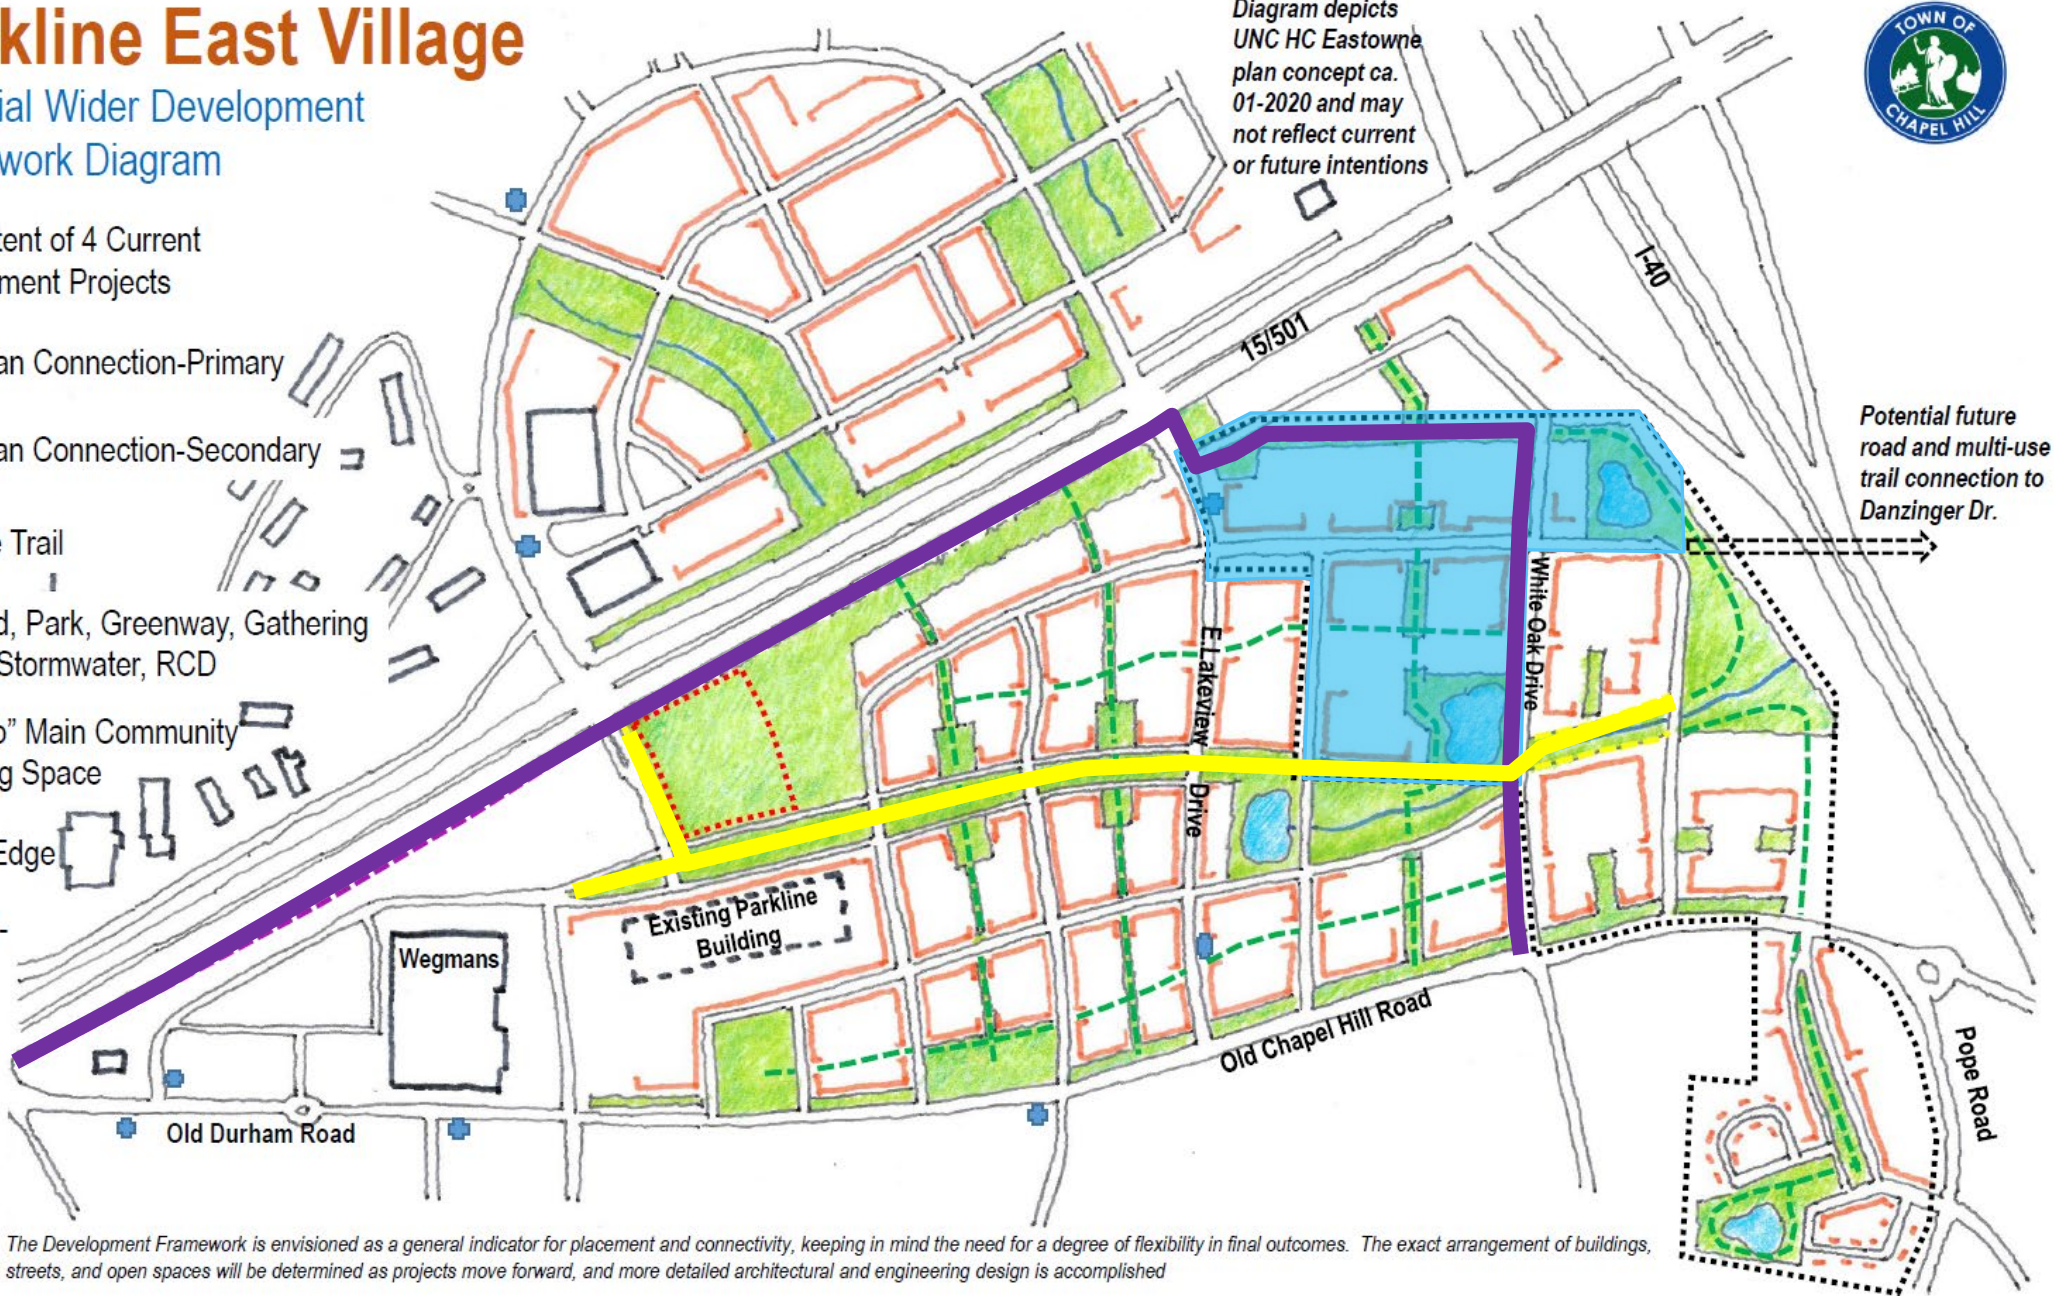 kline East Village
ial Wider Development
work Diagram
tent of 4 Current
ment Projects
an Connection-Primary
an Connection-Secondary
e Trail
d, Park, Greenway, Gathering
Stormwater, RCD
o” Main Community
g Space
Edge
Diagram depicts
UNC HC Eastowne
plan concept ca.
01-2020 and may
not reflect current
or future intentions
TOWN OF
CHAPEL HILL
I-40
15/501
Potential future
road and multi-use
trail connection to
Danzinger Dr.
White Oak Drive
E Lakeview
Drive
Existing Parkline
Building
Wegmans
Old Chapel Hill Road
Old Durham Road
Pope Road
The Development Framework is envisioned as a general indicator for placement and connectivity, keeping in mind the need for a degree of flexibility in final outcomes. The exact arrangement of buildings,
streets, and open spaces will be determined as projects move forward, and more detailed architectural and engineering design is accomplished